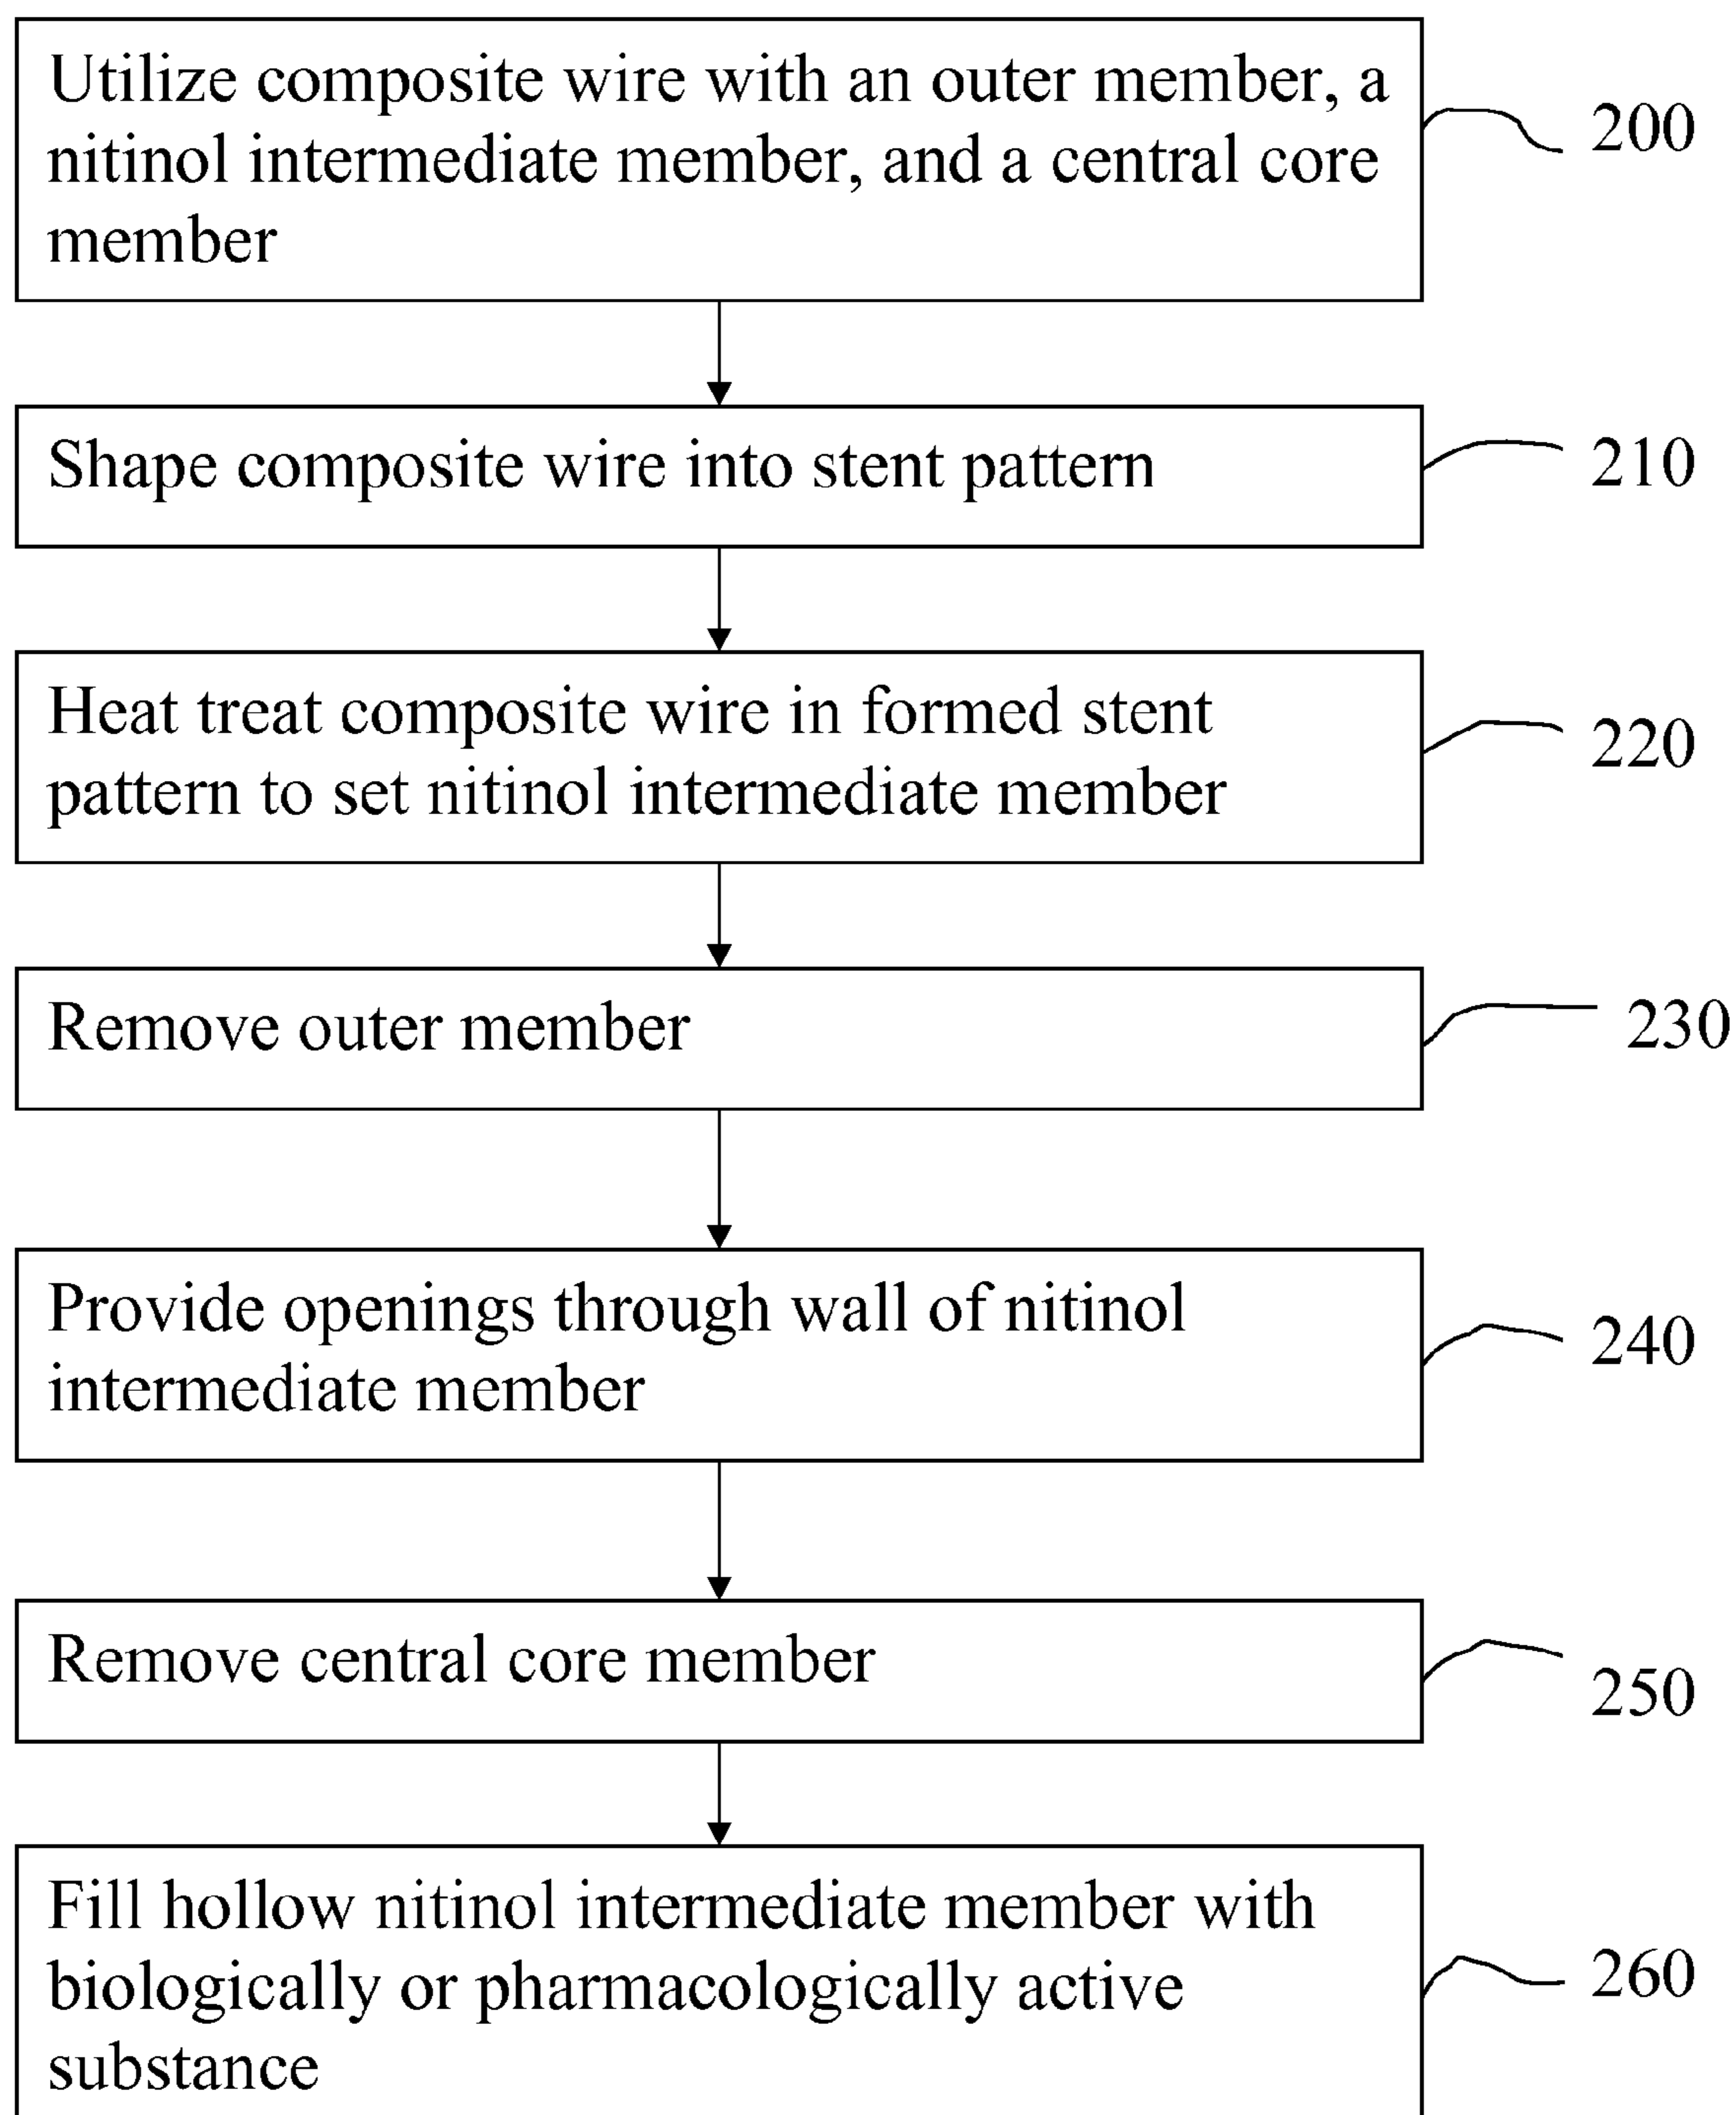 Utilize composite wire with an outer member, a
nitinol intermediate member, and a central core
member
200
Shape composite wire into stent pattern
210
Heat treat composite wire in formed stent
pattern to set nitinol intermediate member
220
Remove outer member
230
Provide openings through wall of nitinol
intermediate member
240
Remove central core member
250
Fill hollow nitinol intermediate member with
biologically or pharmacologically active
substance
260